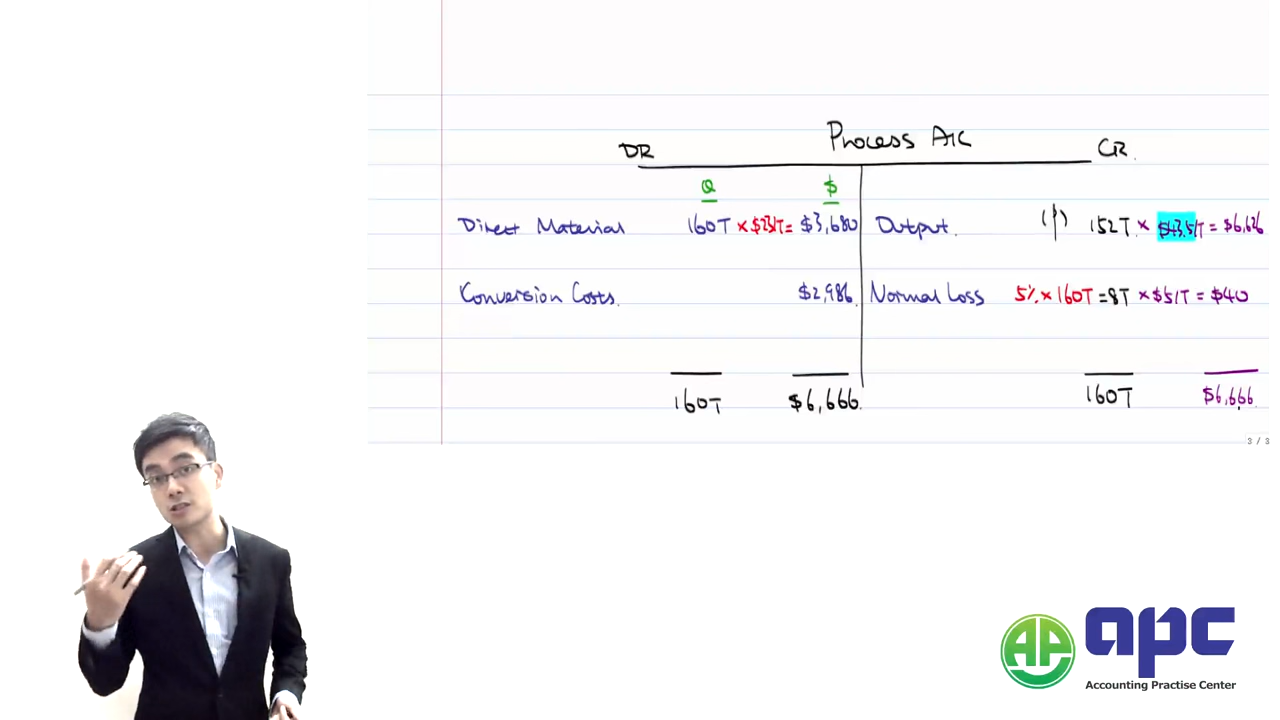 Process A/C
DR CR
Q $
Direct Material 160T × $23/T = $3,680 Output (β) 152T × $43.5/T = $6,626
Conversion Costs $2,986 Normal Loss 5% × 160T = 8T × $5/T = $40
160T $6,666 160T $6,666
3 / 3
AP
apc
Accounting Practise Center